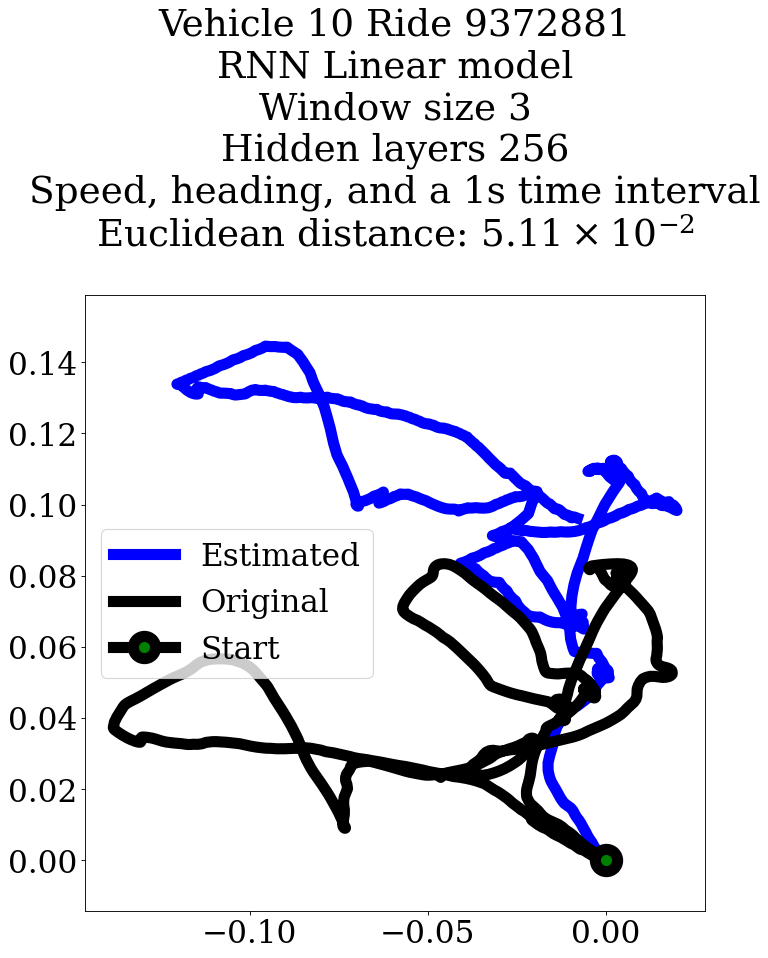 Vehicle 10 Ride 9372881
RNN Linear model
Window size 3
Hidden layers 256
Speed, heading, and a 1s time interval
Euclidean distance: 5.11 × 10⁻²
0.14
0.12
0.10
0.08
0.06
0.04
0.02
0.00
Estimated
Original
Start
−0.10
−0.05
0.00